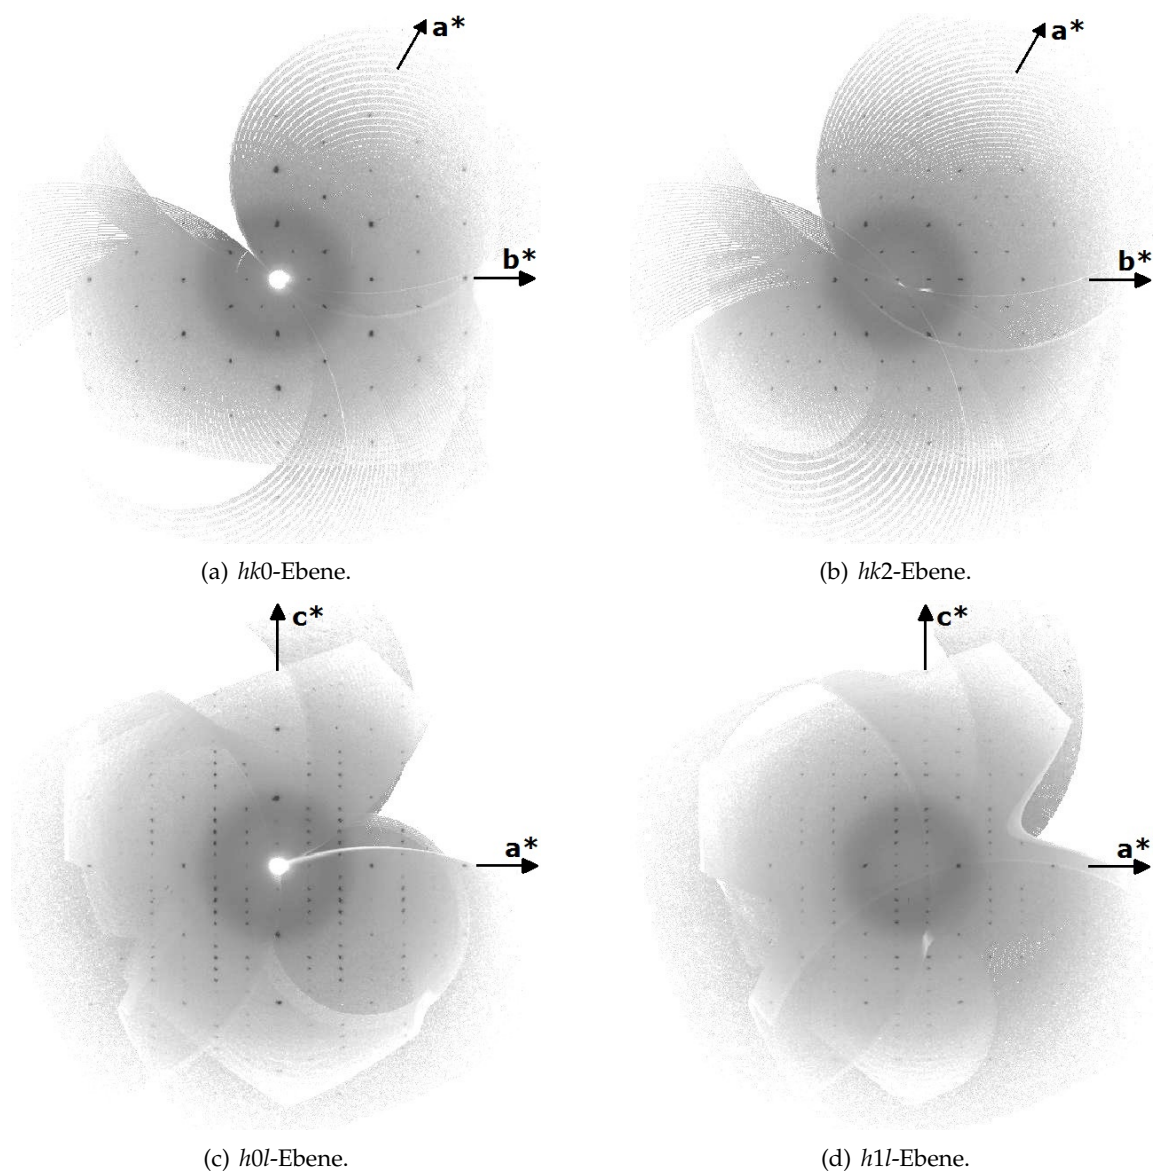 a*
a*
b*
b*
(a) hk0-Ebene.
(b) hk2-Ebene.
c*
c*
a*
a*
(c) h0l-Ebene.
(d) h1l-Ebene.